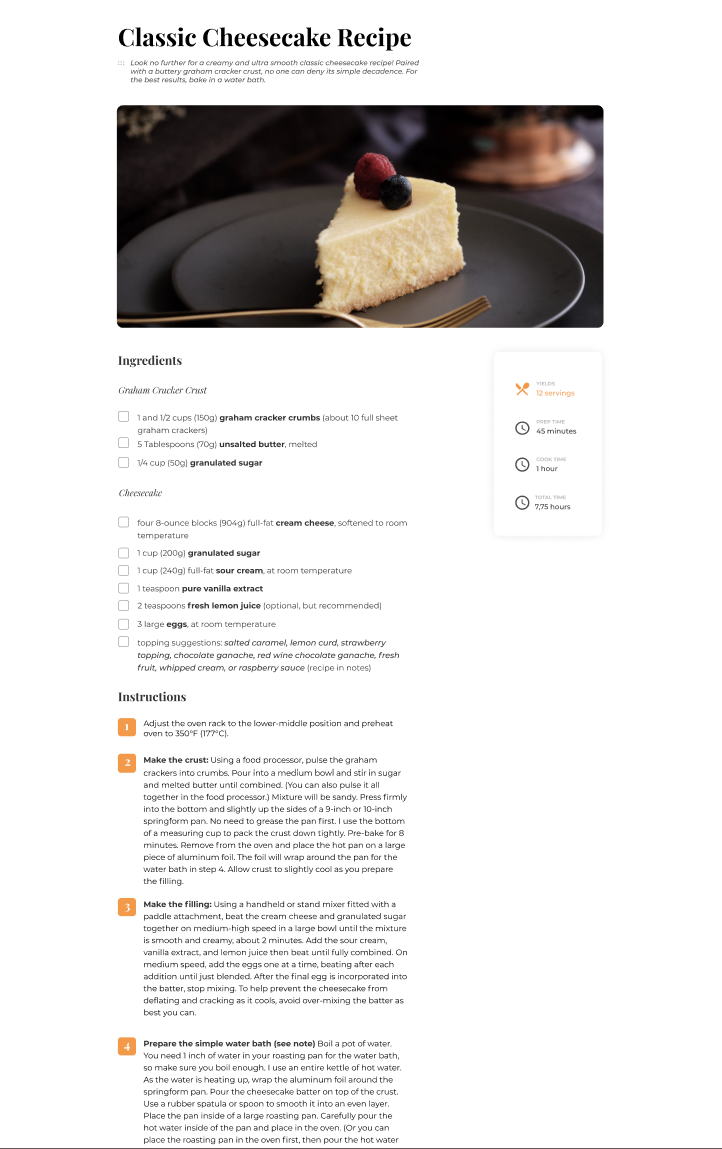 Classic Cheesecake Recipe
Look no further for a creamy and ultra smooth classic cheesecake recipe! Paired
with a buttery graham cracker crust, no one can deny its simple decadence. For
the best results, bake in a water bath.
Ingredients
Graham Cracker Crust
1 and 1/2 cups (150g) graham cracker crumbs (about 10 full sheet
graham crackers)
5 Tablespoons (70g) unsalted butter, melted
1/4 cup (50g) granulated sugar
Cheesecake
four 8-ounce blocks (904g) full-fat cream cheese, softened to room
temperature
1 cup (200g) granulated sugar
1 cup (240g) full-fat sour cream, at room temperature
1 teaspoon pure vanilla extract
2 teaspoons fresh lemon juice (optional, but recommended)
3 large eggs, at room temperature
topping suggestions: salted caramel, lemon curd, strawberry
topping, chocolate ganache, red wine chocolate ganache, fresh
fruit, whipped cream, or raspberry sauce (recipe in notes)
YIELDS
12 servings
PREP TIME
45 minutes
COOK TIME
1 hour
TOTAL TIME
7,75 hours
Instructions
1 Adjust the oven rack to the lower-middle position and preheat
oven to 350°F (177°C).
2 Make the crust: Using a food processor, pulse the graham
crackers into crumbs. Pour into a medium bowl and stir in sugar
and melted butter until combined. (You can also pulse it all
together in the food processor.) Mixture will be sandy. Press firmly
into the bottom and slightly up the sides of a 9-inch or 10-inch
springform pan. No need to grease the pan first. I use the bottom
of a measuring cup to pack the crust down tightly. Pre-bake for 8
minutes. Remove from the oven and place the hot pan on a large
piece of aluminum foil. The foil will wrap around the pan for the
water bath in step 4. Allow crust to slightly cool as you prepare
the filling.
3 Make the filling: Using a handheld or stand mixer fitted with a
paddle attachment, beat the cream cheese and granulated sugar
together on medium-high speed in a large bowl until the mixture
is smooth and creamy, about 2 minutes. Add the sour cream,
vanilla extract, and lemon juice then beat until fully combined. On
medium speed, add the eggs one at a time, beating after each
addition until just blended. After the final egg is incorporated into
the batter, stop mixing. To help prevent the cheesecake from
deflating and cracking as it cools, avoid over-mixing the batter as
best you can.
4 Prepare the simple water bath (see note) Boil a pot of water.
You need 1 inch of water in your roasting pan for the water bath,
so make sure you boil enough. I use an entire kettle of hot water.
As the water is heating up, wrap the aluminum foil around the
springform pan. Pour the cheesecake batter on top of the crust.
Use a rubber spatula or spoon to smooth it into an even layer.
Place the pan inside of a large roasting pan. Carefully pour the
hot water inside of the pan and place in the oven. (Or you can
place the roasting pan in the oven first, then pour the hot water